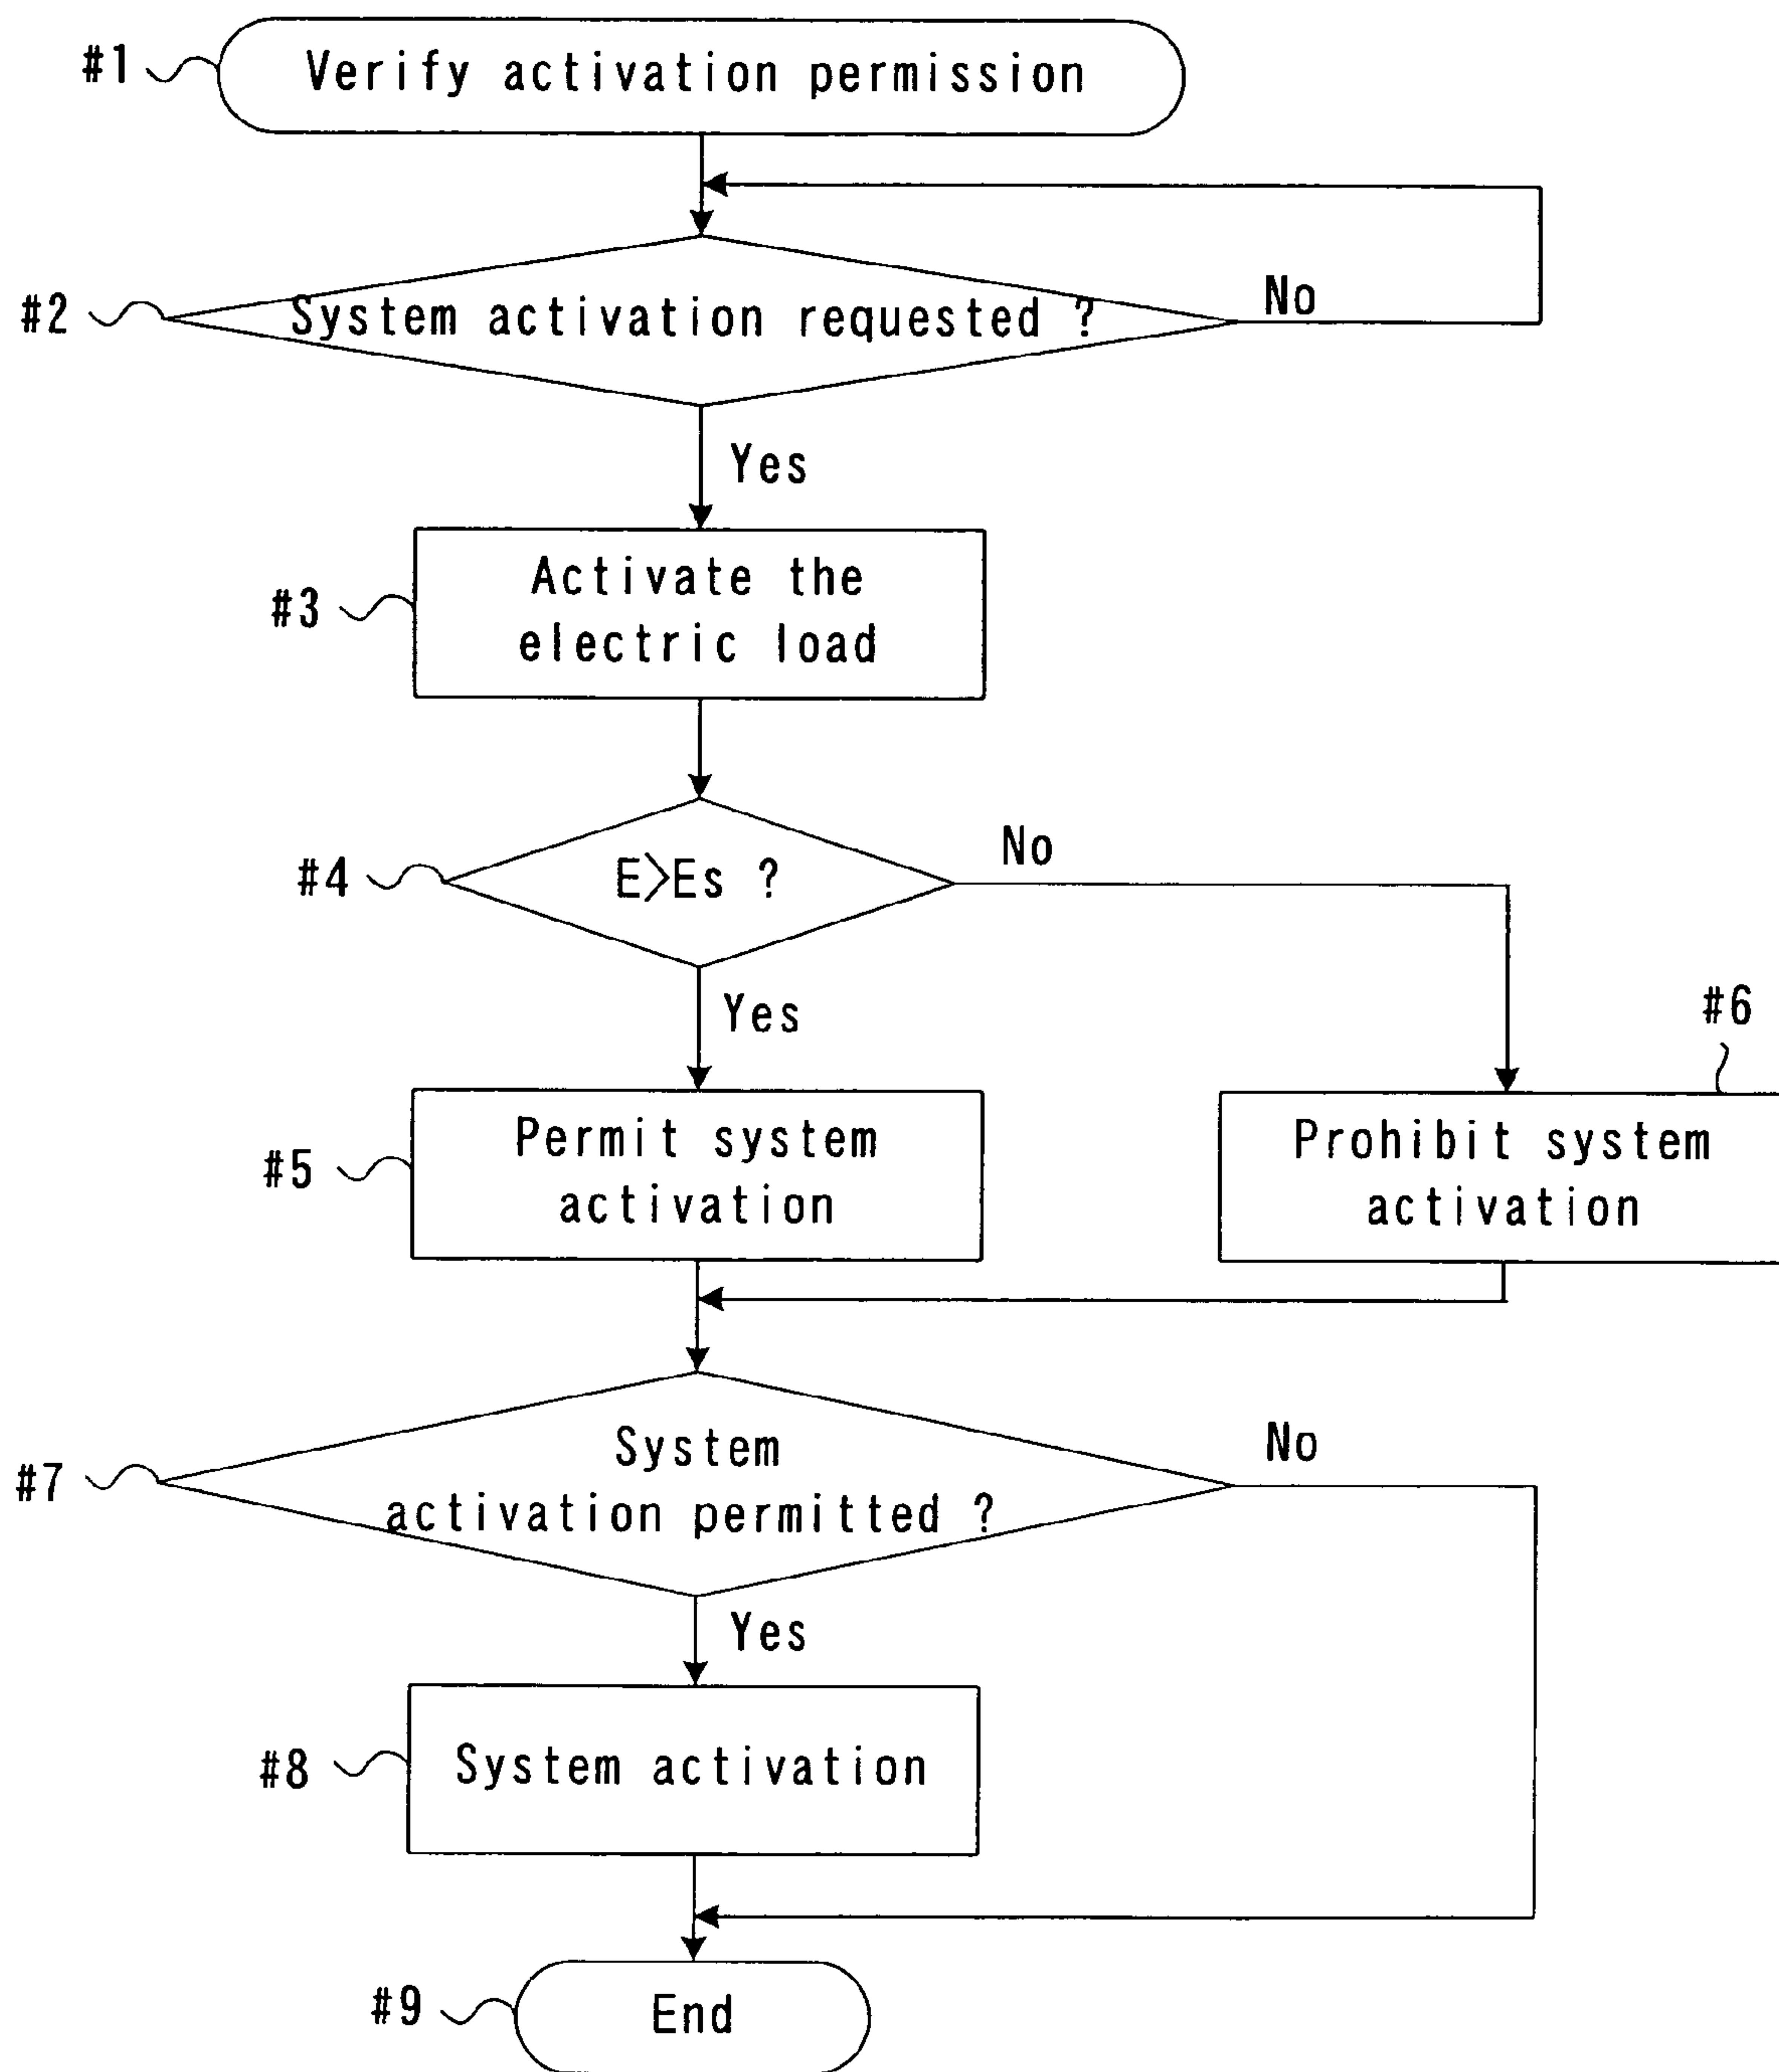 #1
Verify activation permission
#2
System activation requested ?
No
Yes
#3
Activate the
electric load
#4
E>Es ?
No
Yes
#6
#5
Permit system
activation
Prohibit system
activation
#7
System
activation permitted ?
No
Yes
#8
System activation
#9
End